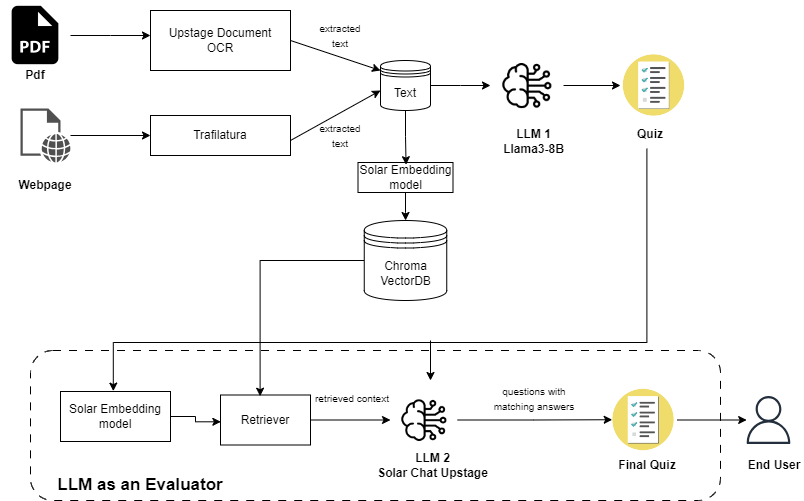 PDF
Pdf
Upstage Document
OCR
extracted
text
Text
LLM 1
Llama3-8B
Quiz
Webpage
Trafilatura
extracted
text
Solar Embedding
model
Chroma
VectorDB
Solar Embedding
model
Retriever
retrieved context
LLM 2
Solar Chat Upstage
questions with
matching answers
Final Quiz
End User
LLM as an Evaluator